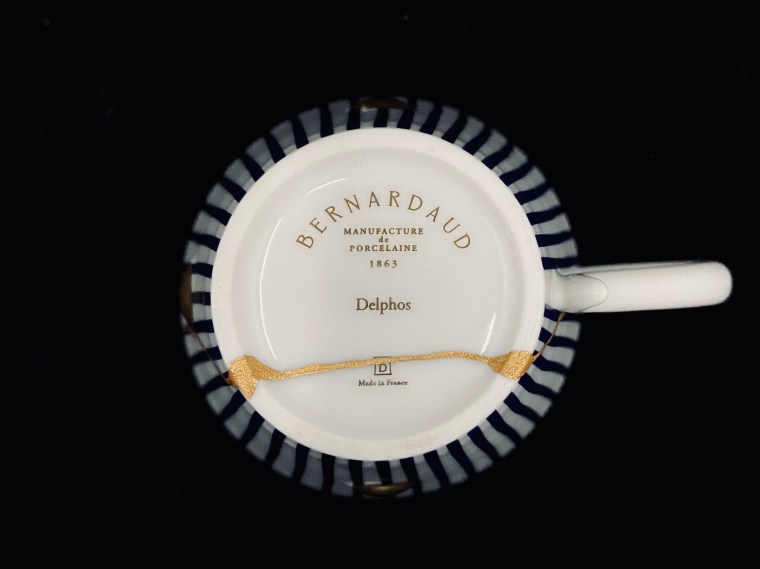 BERNARDAUD
MANUFACTURE
de
PORCELAINE
1863
Delphos
D
Made in France